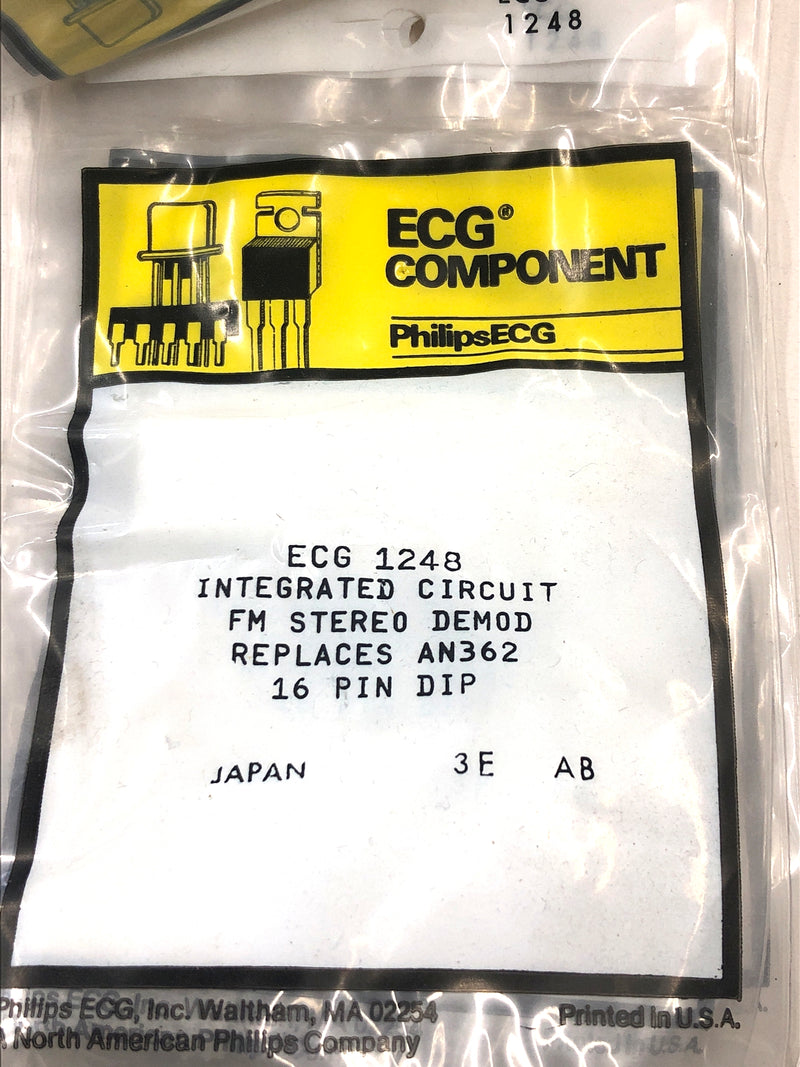 1248
ECG®
COMPONENT
PhilipsECG
ECG 1248
INTEGRATED CIRCUIT
FM STEREO DEMOD
REPLACES AN362
16 PIN DIP
JAPAN 3E AB
Philips ECG, Inc. Waltham, MA 02254 Printed in U.S.A.
A North American Philips Company